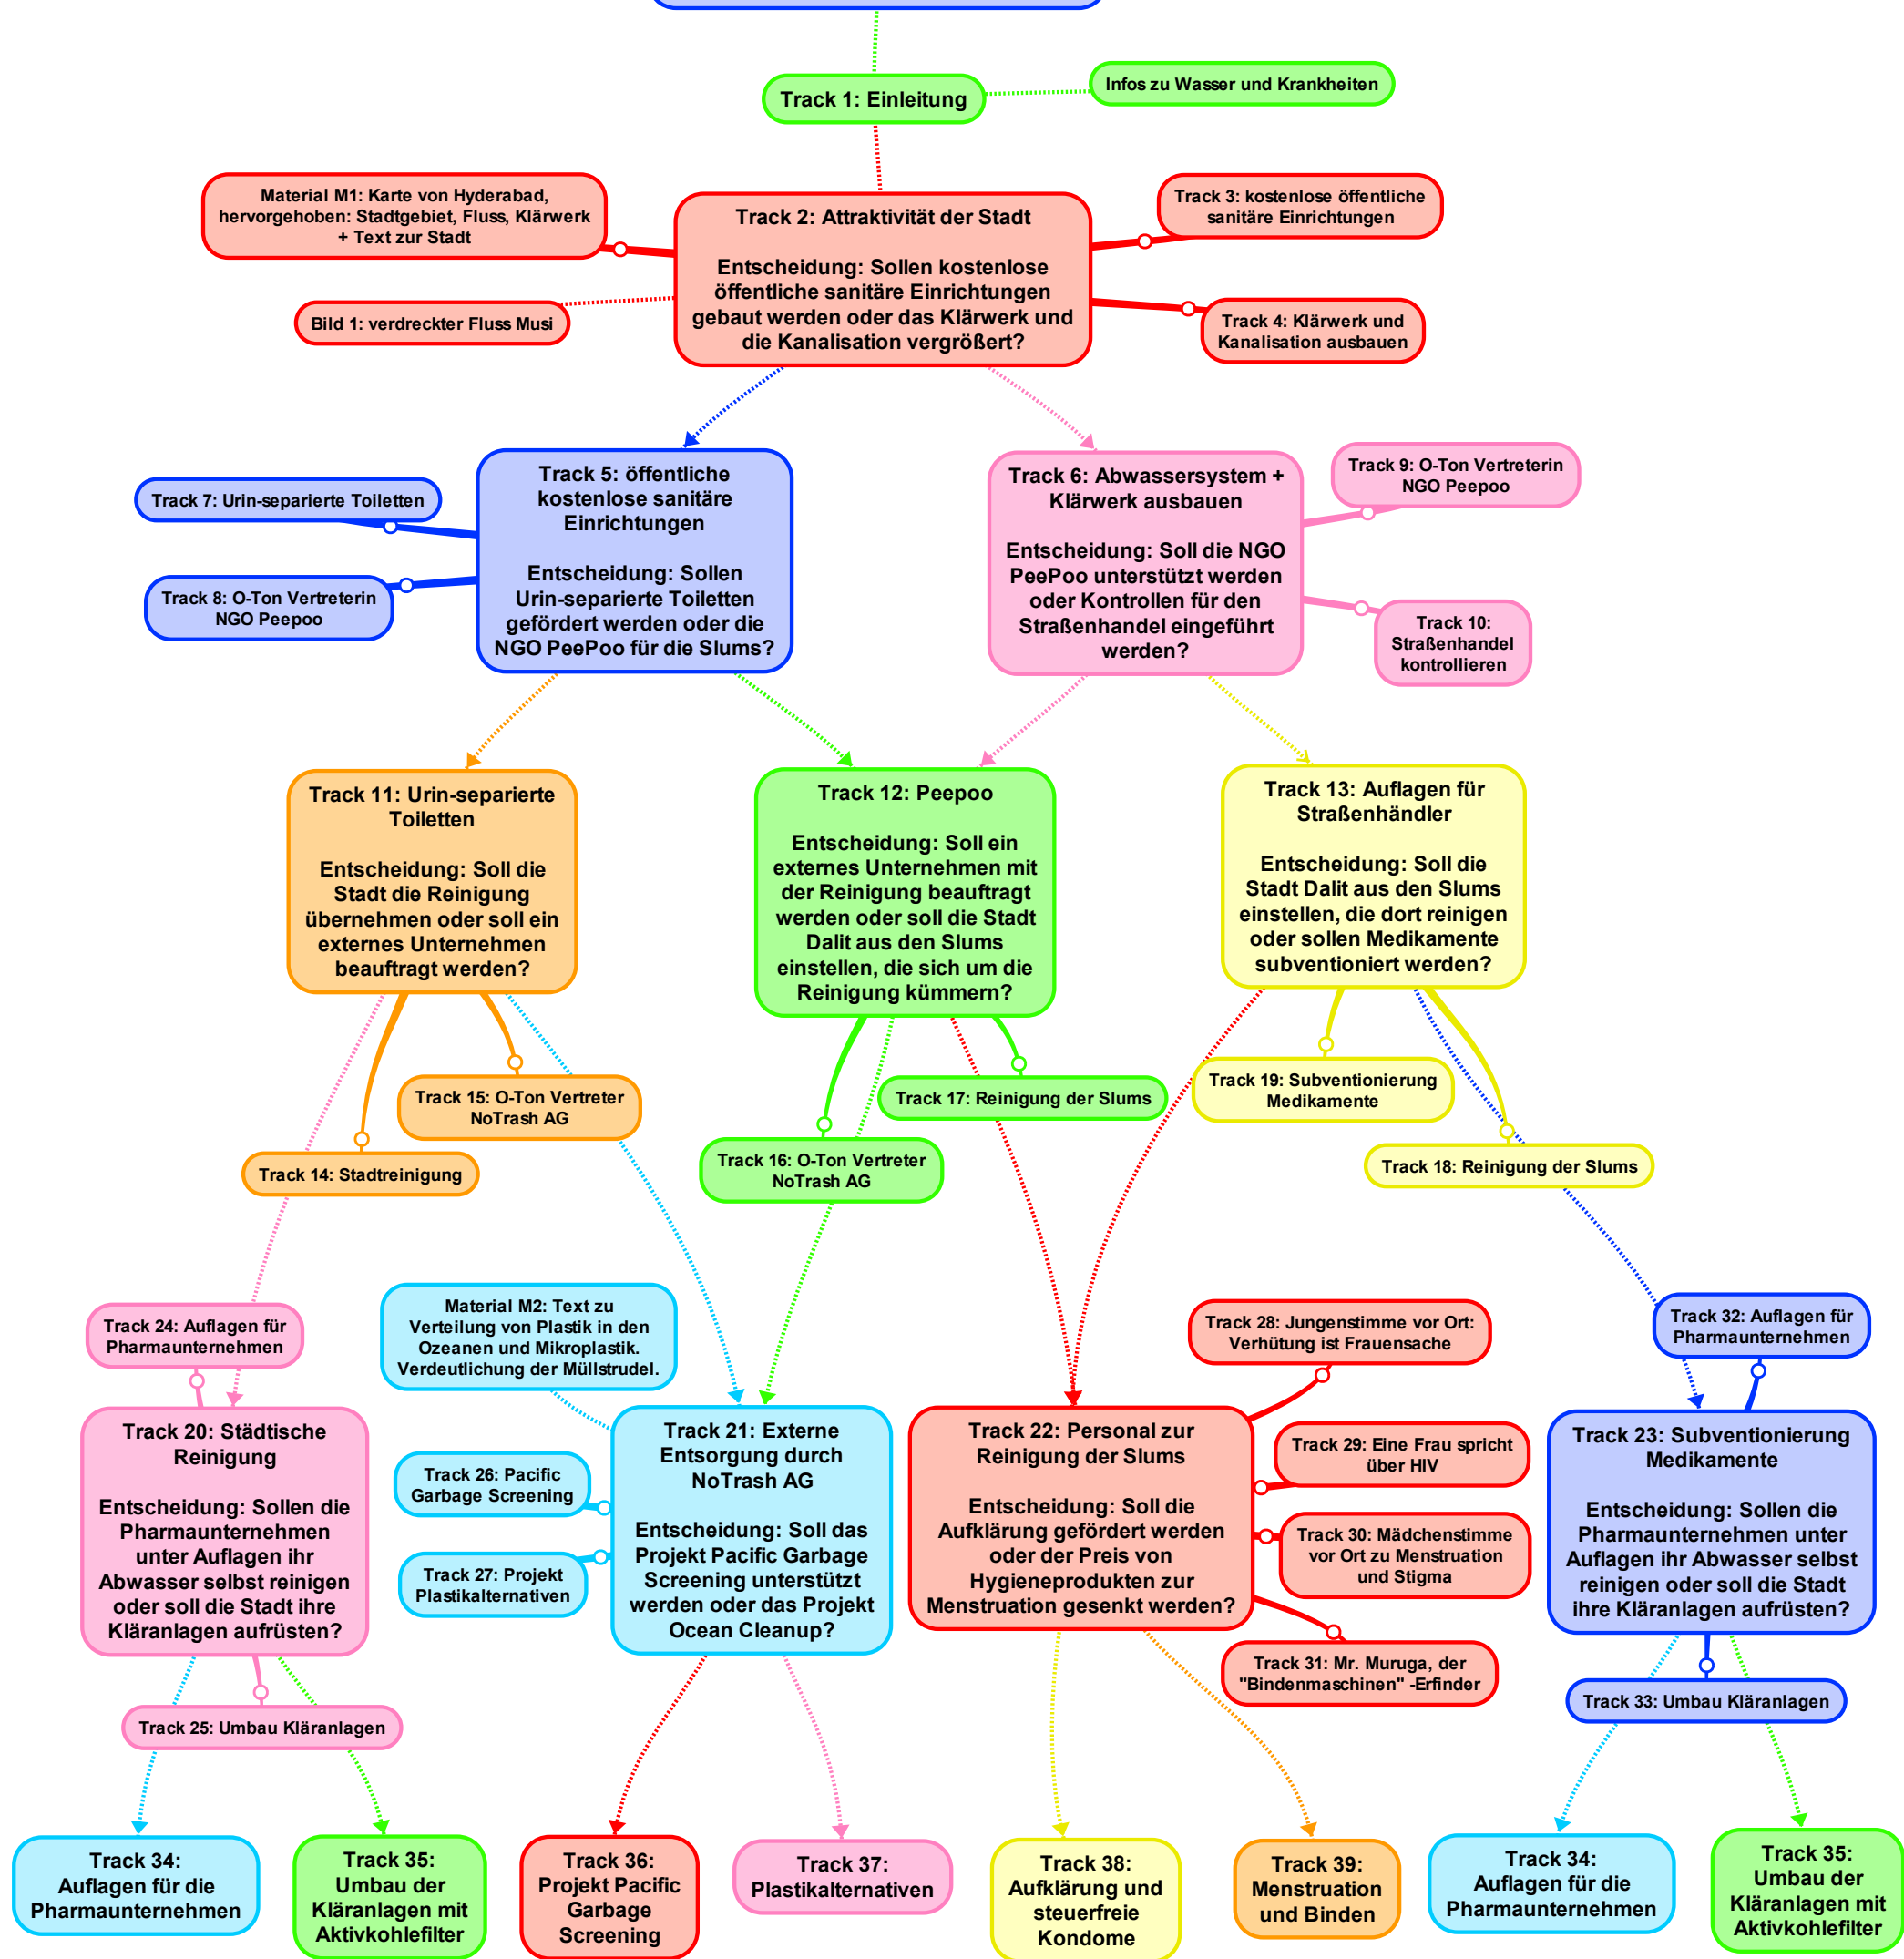 Track 1: Einleitung
Infos zu Wasser und Krankheiten
Material M1: Karte von Hyderabad,
hervorgehoben: Stadtgebiet, Fluss, Klärwerk
+ Text zur Stadt
Bild 1: verdreckter Fluss Musi
Track 2: Attraktivität der Stadt
Entscheidung: Sollen kostenlose
öffentliche sanitäre Einrichtungen
gebaut werden oder das Klärwerk und
die Kanalisation vergrößert?
Track 3: kostenlose öffentliche
sanitäre Einrichtungen
Track 4: Klärwerk und
Kanalisation ausbauen
Track 7: Urin-separierte Toiletten
Track 8: O-Ton Vertreterin
NGO Peepoo
Track 5: öffentliche
kostenlose sanitäre
Einrichtungen
Entscheidung: Sollen
Urin-separierte Toiletten
gefördert werden oder die
NGO PeePoo für die Slums?
Track 6: Abwassersystem +
Klärwerk ausbauen
Entscheidung: Soll die NGO
PeePoo unterstützt werden
oder Kontrollen für den
Straßenhandel eingeführt
werden?
Track 9: O-Ton Vertreterin
NGO Peepoo
Track 10:
Straßenhandel
kontrollieren
Track 11: Urin-separierte
Toiletten
Entscheidung: Soll die
Stadt die Reinigung
übernehmen oder soll ein
externes Unternehmen
beauftragt werden?
Track 12: Peepoo
Entscheidung: Soll ein
externes Unternehmen mit
der Reinigung beauftragt
werden oder soll die Stadt
Dalit aus den Slums
einstellen, die sich um die
Reinigung kümmern?
Track 13: Auflagen für
Straßenhändler
Entscheidung: Soll die
Stadt Dalit aus den Slums
einstellen, die dort reinigen
oder sollen Medikamente
subventioniert werden?
Track 15: O-Ton Vertreter
NoTrash AG
Track 14: Stadtreinigung
Track 17: Reinigung der Slums
Track 16: O-Ton Vertreter
NoTrash AG
Track 19: Subventionierung
Medikamente
Track 18: Reinigung der Slums
Track 24: Auflagen für
Pharmaunternehmen
Material M2: Text zu
Verteilung von Plastik in den
Ozeanen und Mikroplastik.
Verdeutlichung der Müllstrudel.
Track 28: Jungenstimme vor Ort:
Verhütung ist Frauensache
Track 32: Auflagen für
Pharmaunternehmen
Track 20: Städtische
Reinigung
Entscheidung: Sollen die
Pharmaunternehmen
unter Auflagen ihr
Abwasser selbst reinigen
oder soll die Stadt ihre
Kläranlagen aufrüsten?
Track 26: Pacific
Garbage Screening
Track 27: Projekt
Plastikalternativen
Track 21: Externe
Entsorgung durch
NoTrash AG
Entscheidung: Soll das
Projekt Pacific Garbage
Screening unterstützt
werden oder das Projekt
Ocean Cleanup?
Track 22: Personal zur
Reinigung der Slums
Entscheidung: Soll die
Aufklärung gefördert werden
oder der Preis von
Hygieneprodukten zur
Menstruation gesenkt werden?
Track 29: Eine Frau spricht
über HIV
Track 30: Mädchenstimme
vor Ort zu Menstruation
und Stigma
Track 31: Mr. Muruga, der
"Bindenmaschinen" -Erfinder
Track 23: Subventionierung
Medikamente
Entscheidung: Sollen die
Pharmaunternehmen unter
Auflagen ihr Abwasser selbst
reinigen oder soll die Stadt
ihre Kläranlagen aufrüsten?
Track 25: Umbau Kläranlagen
Track 33: Umbau Kläranlagen
Track 34:
Auflagen für die
Pharmaunternehmen
Track 35:
Umbau der
Kläranlagen mit
Aktivkohlefilter
Track 36:
Projekt Pacific
Garbage
Screening
Track 37:
Plastikalternativen
Track 38:
Aufklärung und
steuerfreie
Kondome
Track 39:
Menstruation
und Binden
Track 34:
Auflagen für die
Pharmaunternehmen
Track 35:
Umbau der
Kläranlagen mit
Aktivkohlefilter